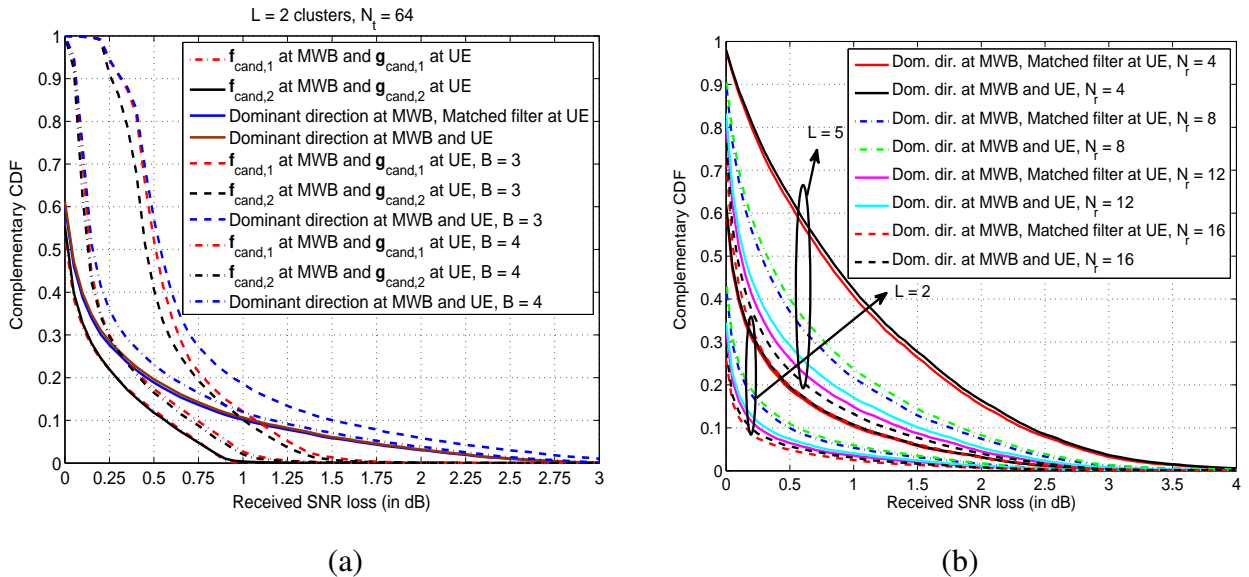 L = 2 clusters, N_t = 64
Complementary CDF
1
0.9
0.8
0.7
0.6
0.5
0.4
0.3
0.2
0.1
0
f_cand,1 at MWB and g_cand,1 at UE
f_cand,2 at MWB and g_cand,2 at UE
Dominant direction at MWB, Matched filter at UE
Dominant direction at MWB and UE
f_cand,1 at MWB and g_cand,1 at UE, B = 3
f_cand,2 at MWB and g_cand,2 at UE, B = 3
Dominant direction at MWB and UE, B = 3
f_cand,1 at MWB and g_cand,1 at UE, B = 4
f_cand,2 at MWB and g_cand,2 at UE, B = 4
Dominant direction at MWB and UE, B = 4
0 0.25 0.5 0.75 1 1.25 1.5 1.75 2 2.25 2.5 2.75 3
Received SNR loss (in dB)
(a)
Complementary CDF
1
0.9
0.8
0.7
0.6
0.5
0.4
0.3
0.2
0.1
0
Dom. dir. at MWB, Matched filter at UE, N_r = 4
Dom. dir. at MWB and UE, N_r = 4
Dom. dir. at MWB, Matched filter at UE, N_r = 8
Dom. dir. at MWB and UE, N_r = 8
Dom. dir. at MWB, Matched filter at UE, N_r = 12
Dom. dir. at MWB and UE, N_r = 12
Dom. dir. at MWB, Matched filter at UE, N_r = 16
Dom. dir. at MWB and UE, N_r = 16
L = 5
L = 2
0 0.5 1 1.5 2 2.5 3 3.5 4
Received SNR loss (in dB)
(b)